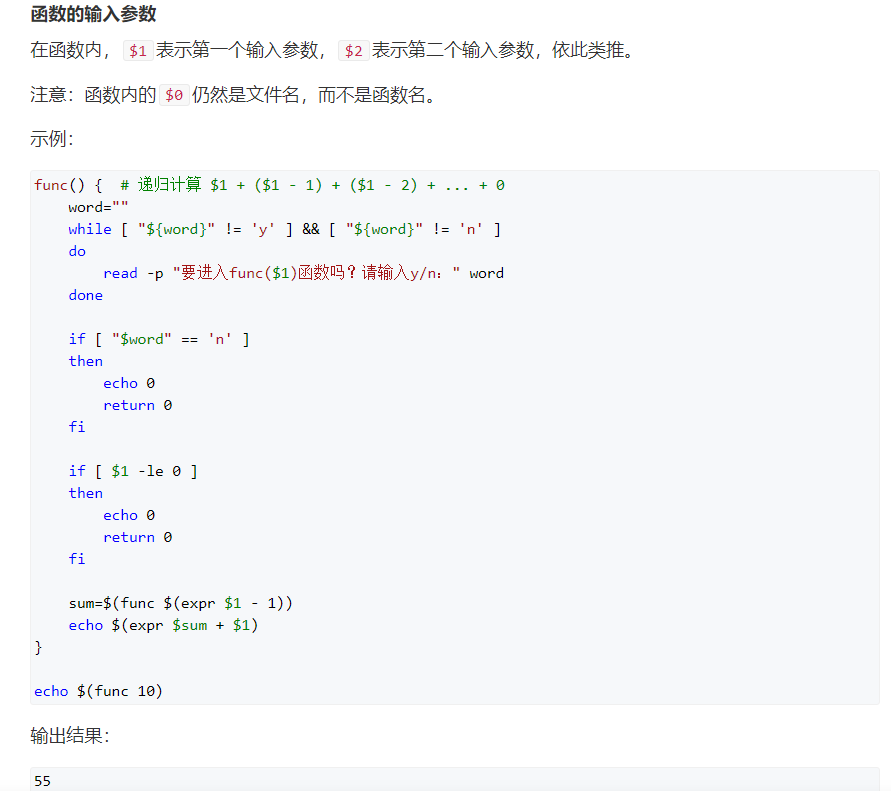 函数的输入参数
在函数内， $1 表示第一个输入参数， $2 表示第二个输入参数，依此类推。
注意：函数内的 $0 仍然是文件名，而不是函数名。
示例：
func() {  # 递归计算 $1 + ($1 - 1) + ($1 - 2) + ... + 0
    word=""
    while [ "${word}" != 'y' ] && [ "${word}" != 'n' ]
    do
        read -p "要进入func($1)函数吗？请输入y/n：" word
    done

    if [ "$word" == 'n' ]
    then
        echo 0
        return 0
    fi

    if [ $1 -le 0 ]
    then
        echo 0
        return 0
    fi

    sum=$(func $(expr $1 - 1))
    echo $(expr $sum + $1)
}

echo $(func 10)
输出结果：
55